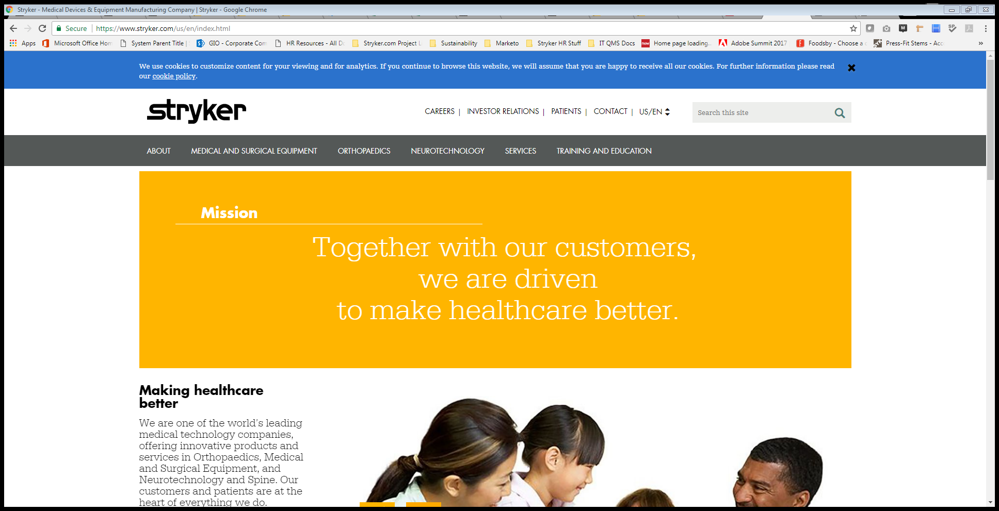 Stryker - Medical Devices & Equipment Manufacturing Company | Stryker - Google Chrome
Secure | https://www.stryker.com/us/en/index.html
Apps Microsoft Office Hom System Parent Title | GIO - Corporate Com HR Resources - All Do Stryker.com Project L Sustainability Marketo Stryker HR Stuff IT QMS Docs now Home page loading... Adobe Summit 2017 Foodsby - Choose a c Press-Fit Stems - Acc »
We use cookies to customize content for your viewing and for analytics. If you continue to browse this website, we will assume that you are happy to receive all our cookies. For further information please read
our cookie policy.
stryker
CAREERS | INVESTOR RELATIONS | PATIENTS | CONTACT | US/EN
Search this site
ABOUT MEDICAL AND SURGICAL EQUIPMENT ORTHOPAEDICS NEUROTECHNOLOGY SERVICES TRAINING AND EDUCATION
Mission
Together with our customers,
we are driven
to make healthcare better.
Making healthcare
better
We are one of the world's leading
medical technology companies,
offering innovative products and
services in Orthopaedics, Medical
and Surgical Equipment, and
Neurotechnology and Spine. Our
customers and patients are at the
heart of everything we do.